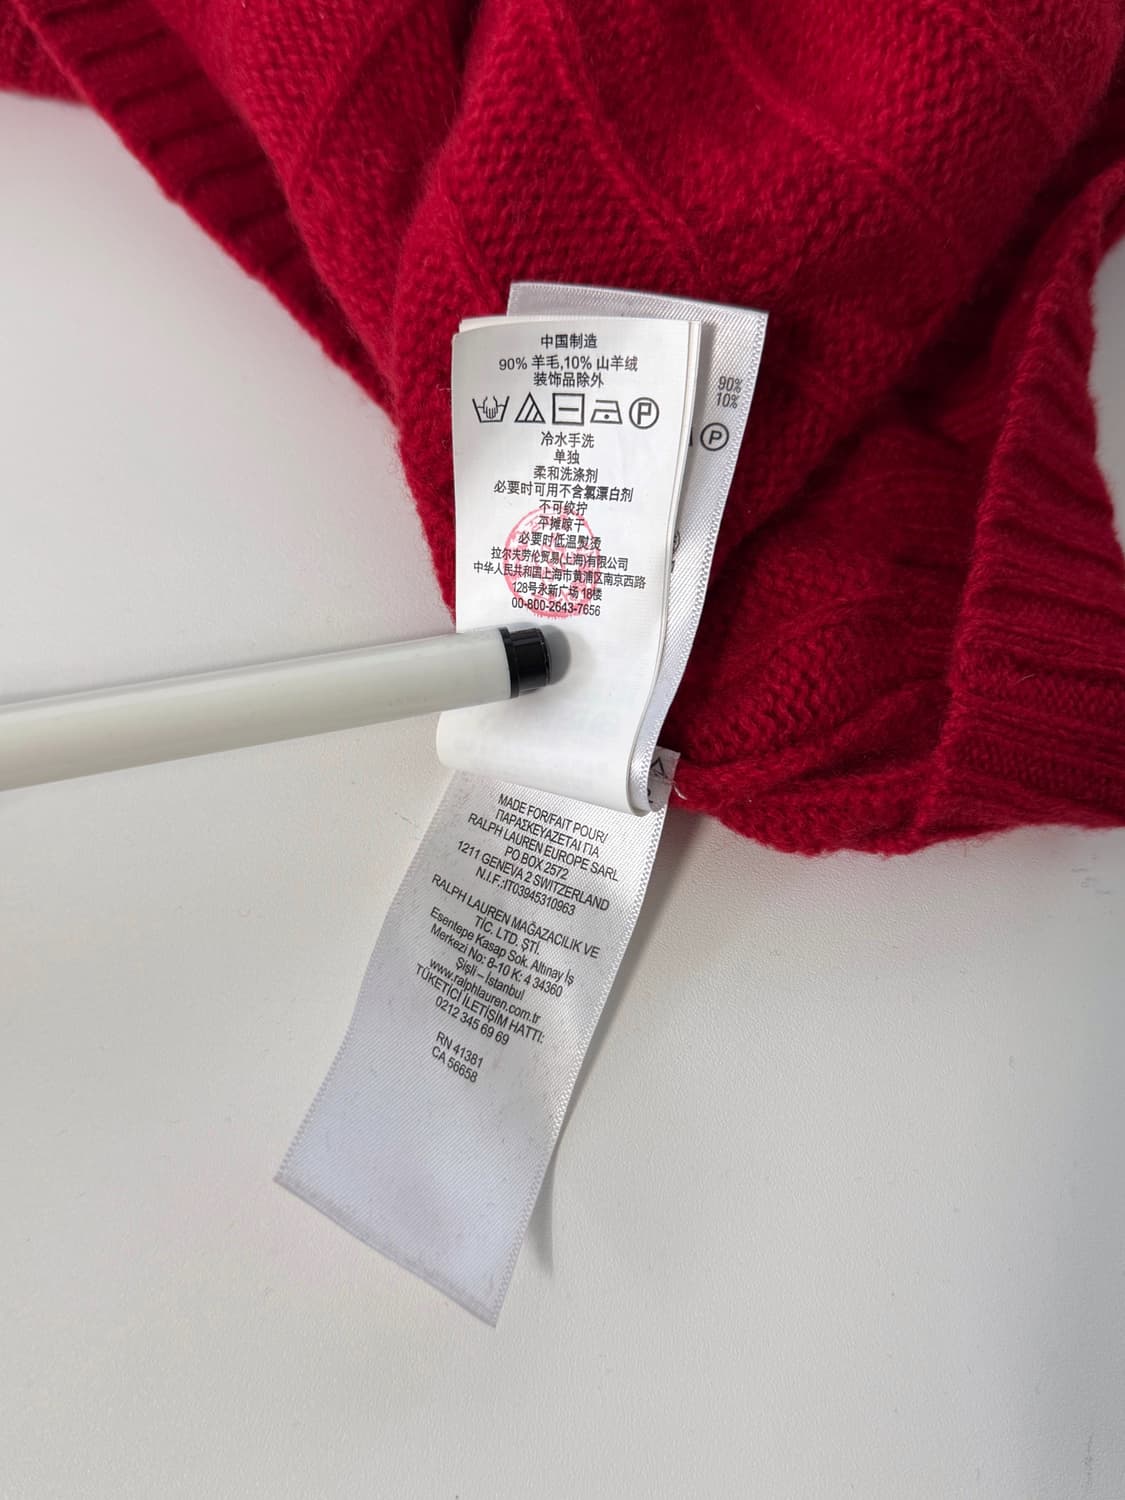 中国制造
90% 羊毛,10% 山羊绒
装饰品除外
P
冷水手洗
单独
柔和洗涤剂
必要时可用不含氯漂白剂
不可绞拧
平摊晾干
必要时低温熨烫
拉尔夫劳伦贸易(上海)有限公司
中华人民共和国上海市黄浦区南京西路
128号永新广场 18楼
00-800-2643-7656
90%
10%
P
MADE FOR/FAIT POUR/
ΠΑΡΑΣΚΕΥΑΖΕΤΑΙ ΓΙΑ
RALPH LAUREN EUROPE SARL
PO BOX 2572
1211 GENEVA 2 SWITZERLAND
N.I.F.:IT03945310963
RALPH LAUREN MAĞAZACILIK VE
TİC. LTD. ŞTİ.
Esentepe Kasap Sok. Altınay İş
Merkezi No: 8-10 K: 4 34360
Şişli – İstanbul
www.ralphlauren.com.tr
TÜKETİCİ İLETİŞİM HATTI:
0212 345 69 69
RN 41381
CA 56658